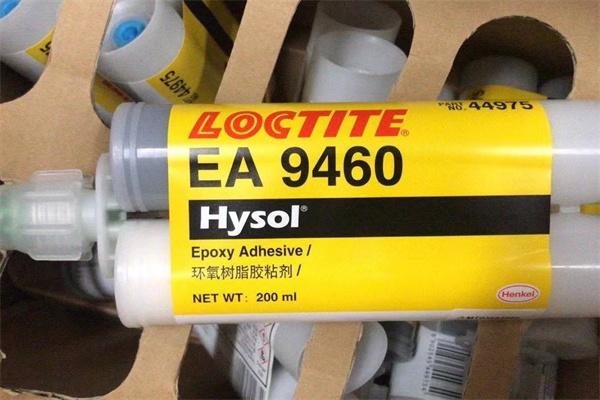 44975
PART NO. 44975
LOCTITE®
EA 9460
Hysol®
Epoxy Adhesive /
环氧树脂胶粘剂 /
NET WT: 200 ml
Henkel